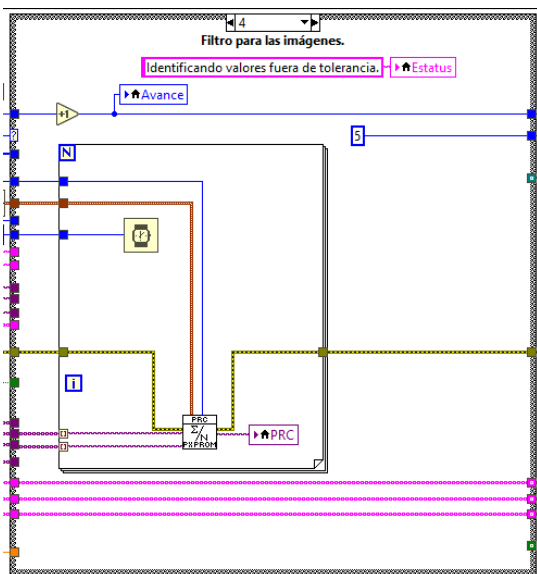 4
Filtro para las imágenes.
Identificando valores fuera de tolerancia.
Estatus
Avance
+1
?
5
N
i
PRC
Σ/N
PXPROM
PRC